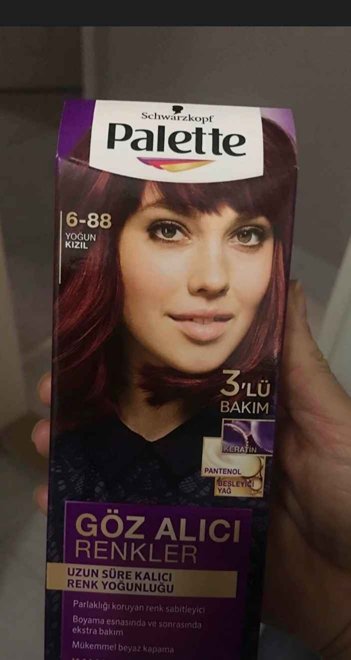 Schwarzkopf
Palette
6-88
YOĞUN
KIZIL
3'LÜ
BAKIM
KERATİN
PANTENOL
BESLEYİCİ
YAĞ
GÖZ ALICI
RENKLER
UZUN SÜRE KALICI
RENK YOĞUNLUĞU
Parlaklığı koruyan renk sabitleyici
Boyama esnasında ve sonrasında
ekstra bakım
Mükemmel beyaz kapama